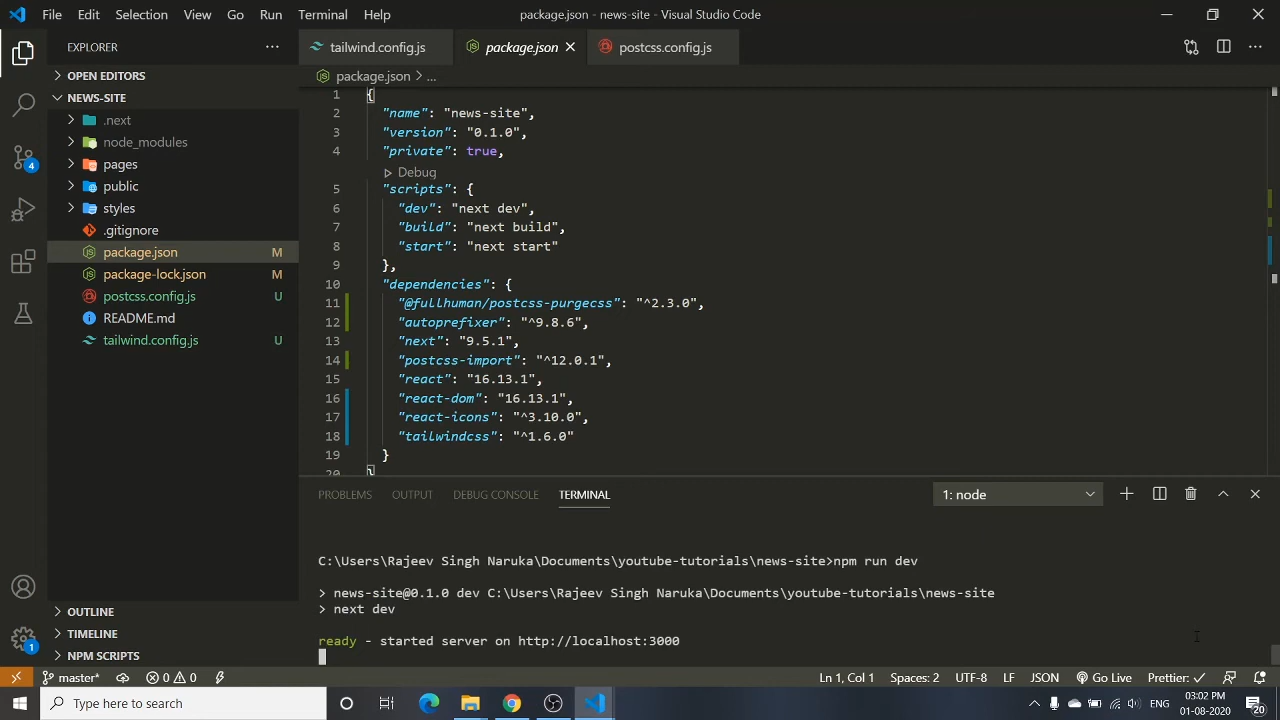 File Edit Selection View Go Run Terminal Help package.json - news-site - Visual Studio Code
EXPLORER
tailwind.config.js package.json postcss.config.js
OPEN EDITORS
package.json > ...
NEWS-SITE
.next
node_modules
pages
public
styles
.gitignore
package.json M
package-lock.json M
postcss.config.js U
README.md
tailwind.config.js U
OUTLINE
TIMELINE
NPM SCRIPTS
4
1
1 {
2 "name": "news-site",
3 "version": "0.1.0",
4 "private": true,
Debug
5 "scripts": {
6 "dev": "next dev",
7 "build": "next build",
8 "start": "next start"
9 },
10 "dependencies": {
11 "@fullhuman/postcss-purgecss": "^2.3.0",
12 "autoprefixer": "^9.8.6",
13 "next": "9.5.1",
14 "postcss-import": "^12.0.1",
15 "react": "16.13.1",
16 "react-dom": "16.13.1",
17 "react-icons": "^3.10.0",
18 "tailwindcss": "^1.6.0"
19 }
20 }
PROBLEMS OUTPUT DEBUG CONSOLE TERMINAL 1: node
C:\Users\Rajeev Singh Naruka\Documents\youtube-tutorials\news-site>npm run dev
> news-site@0.1.0 dev C:\Users\Rajeev Singh Naruka\Documents\youtube-tutorials\news-site
> next dev
ready - started server on http://localhost:3000
master* 0 0 Ln 1, Col 1 Spaces: 2 UTF-8 LF JSON Go Live Prettier: ✓
Type here to search
03:02 PM
01-08-2020
20